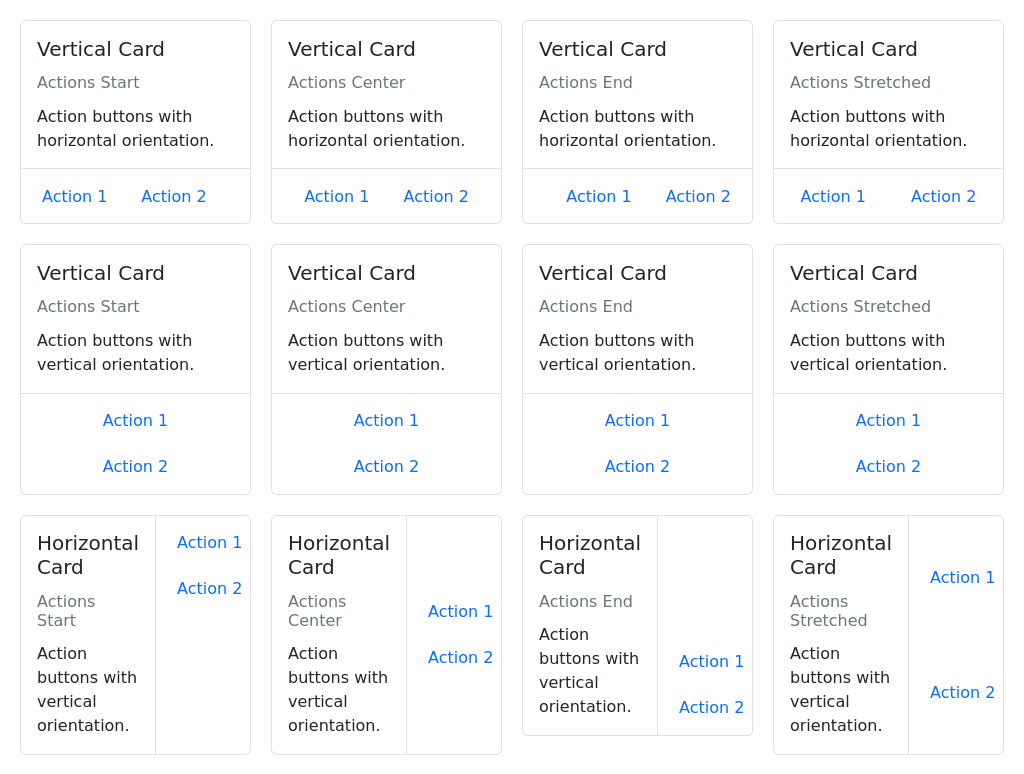 Vertical Card
Actions Start
Action buttons with
horizontal orientation.
Action 1 Action 2
Vertical Card
Actions Center
Action buttons with
horizontal orientation.
Action 1 Action 2
Vertical Card
Actions End
Action buttons with
horizontal orientation.
Action 1 Action 2
Vertical Card
Actions Stretched
Action buttons with
horizontal orientation.
Action 1 Action 2
Vertical Card
Actions Start
Action buttons with
vertical orientation.
Action 1
Action 2
Vertical Card
Actions Center
Action buttons with
vertical orientation.
Action 1
Action 2
Vertical Card
Actions End
Action buttons with
vertical orientation.
Action 1
Action 2
Vertical Card
Actions Stretched
Action buttons with
vertical orientation.
Action 1
Action 2
Horizontal
Card
Actions
Start
Action
buttons with
vertical
orientation.
Action 1
Action 2
Horizontal
Card
Actions
Center
Action
buttons with
vertical
orientation.
Action 1
Action 2
Horizontal
Card
Actions End
Action
buttons with
vertical
orientation.
Action 1
Action 2
Horizontal
Card
Actions
Stretched
Action
buttons with
vertical
orientation.
Action 1
Action 2